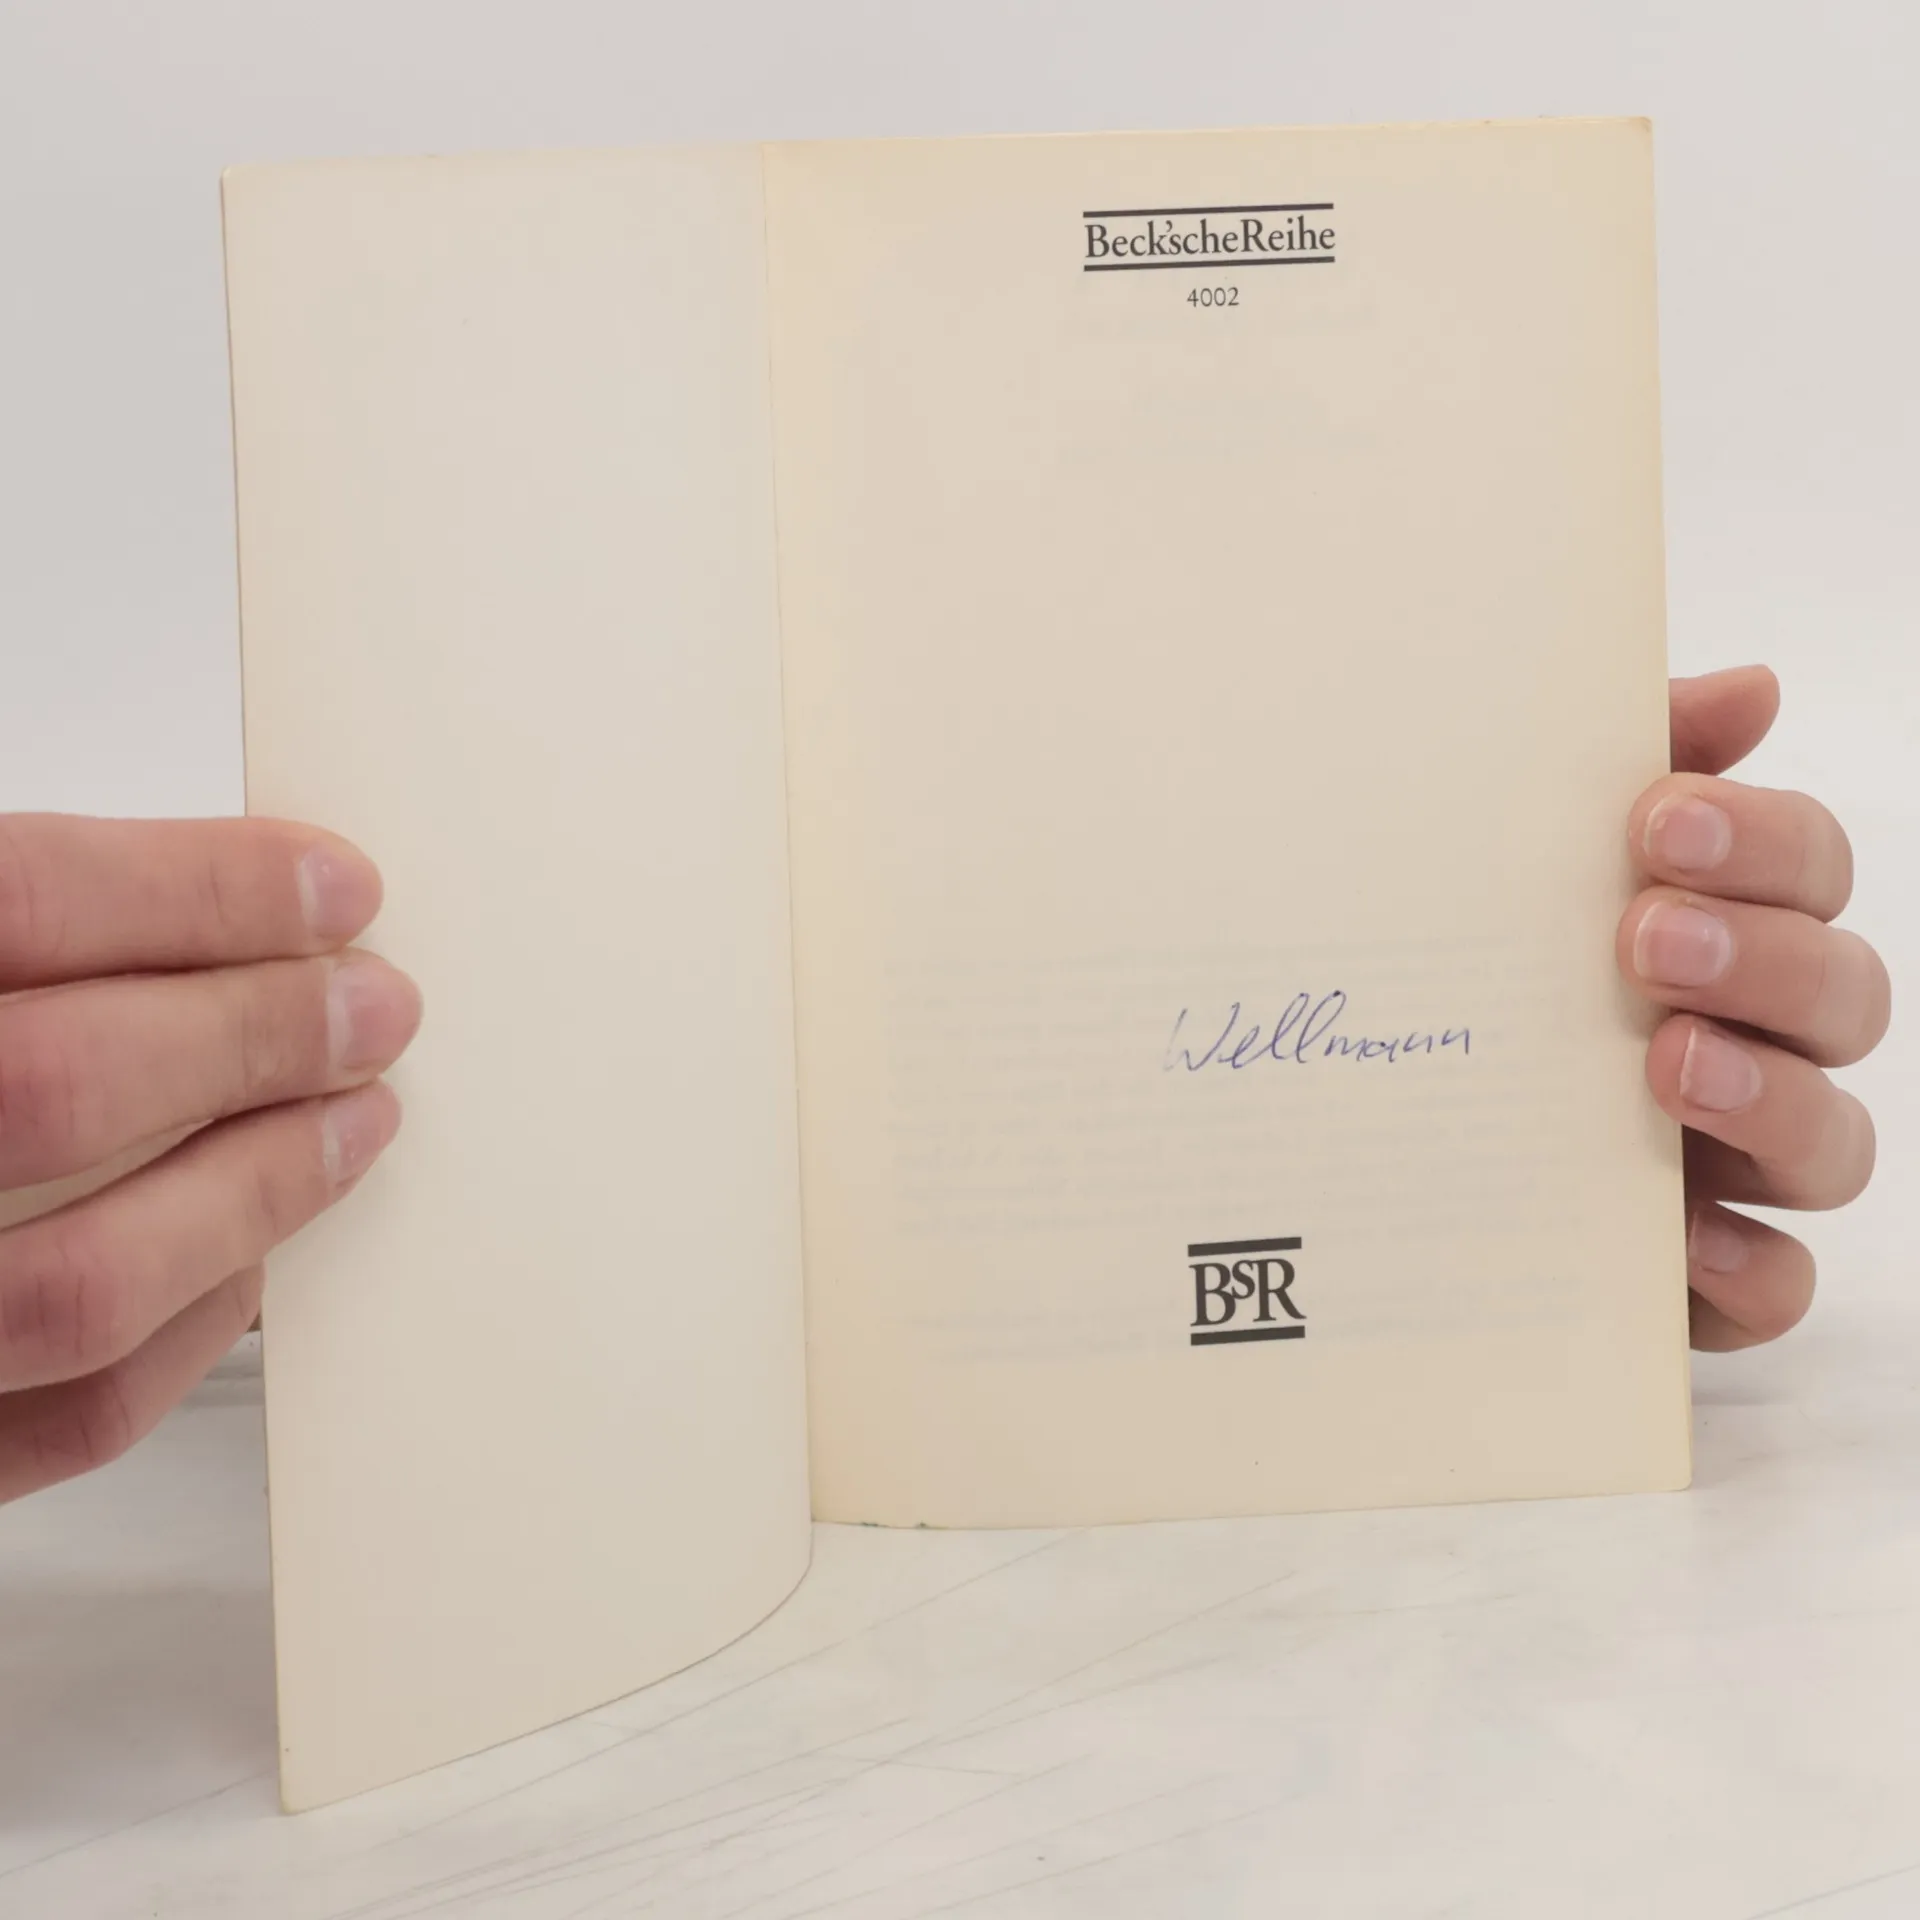 Beck'scheReihe
4002
Wellmann
BsR